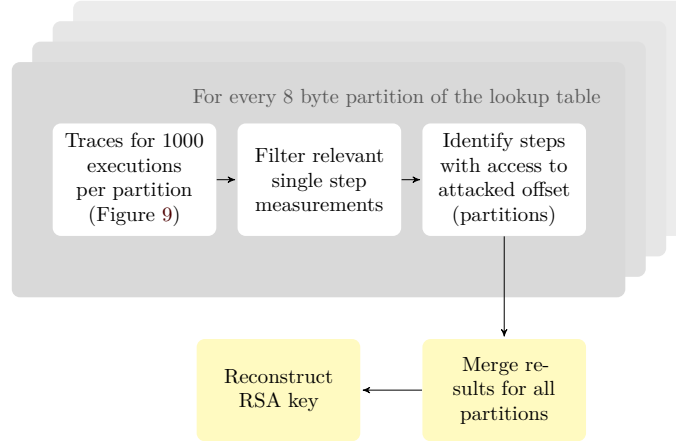 For every 8 byte partition of the lookup table
Traces for 1000
executions
per partition
(Figure 9)
Filter relevant
single step
measurements
Identify steps
with access to
attacked offset
(partitions)
Reconstruct
RSA key
Merge re-
sults for all
partitions